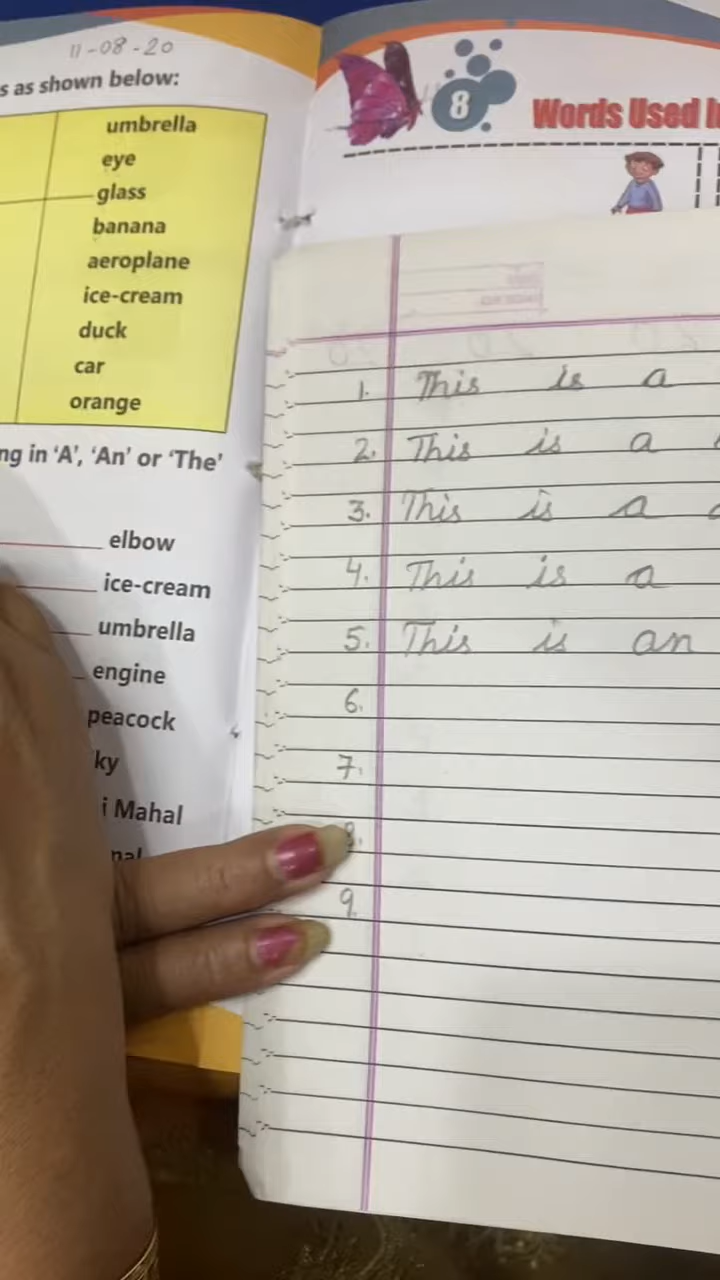 11-08-20
s as shown below:
umbrella
eye
glass
banana
aeroplane
ice-cream
duck
car
orange
ng in 'A', 'An' or 'The'
elbow
ice-cream
umbrella
engine
peacock
ky
i Mahal
8
Words Used I
1. This is a
2. This is a
3. This is a
4. This is a
5. This is an
6.
7.
8.
9.